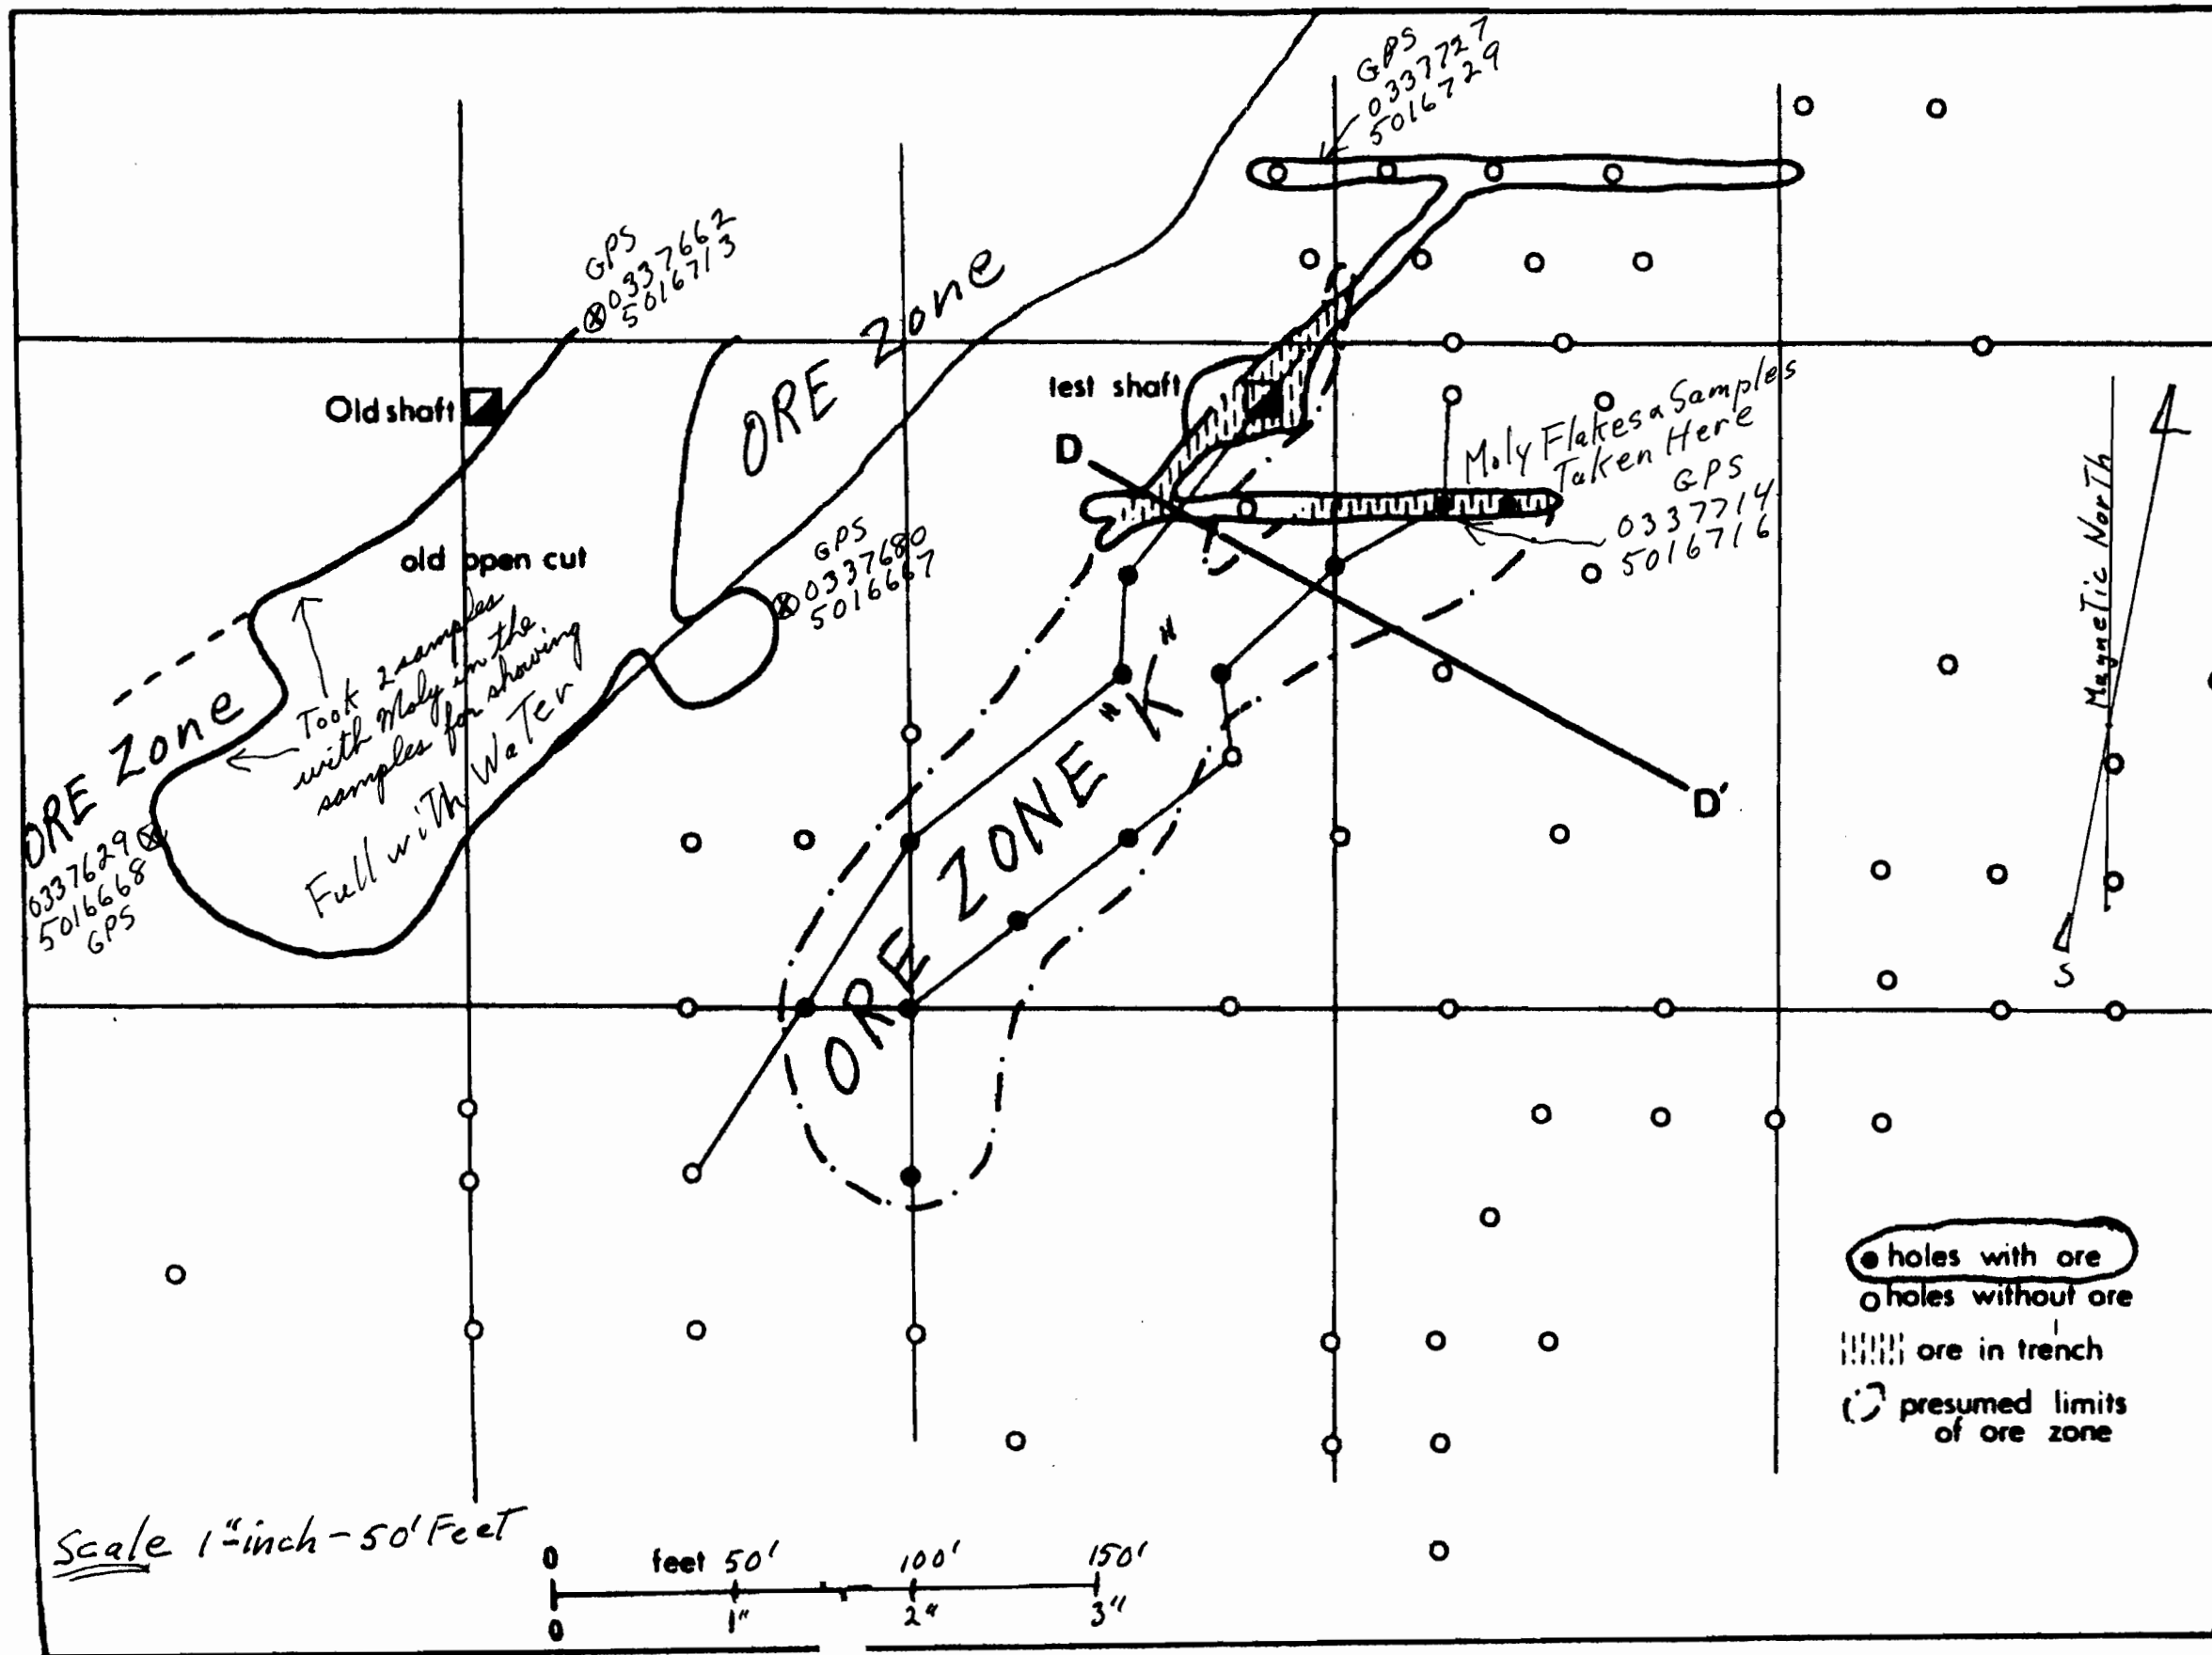 GPS
0333727
5016729
GPS
0337662
5016713
ORE Zone
Old shaft
test shaft
D
Moly Flakes & Samples
Taken Here
GPS
0337714
5016716
Magnetic North
S
old open cut
GPS
0337680
5016667
Took 2 samples
with Moly in the
samples for showing
Full with Water
ORE Zone
0337629
5016668
GPS
ORE ZONE "K"
D'
holes with ore
holes without ore
ore in trench
presumed limits
of ore zone
Scale 1"-inch - 50' Feet
0 feet 50' 100' 150'
0 1" 2" 3"